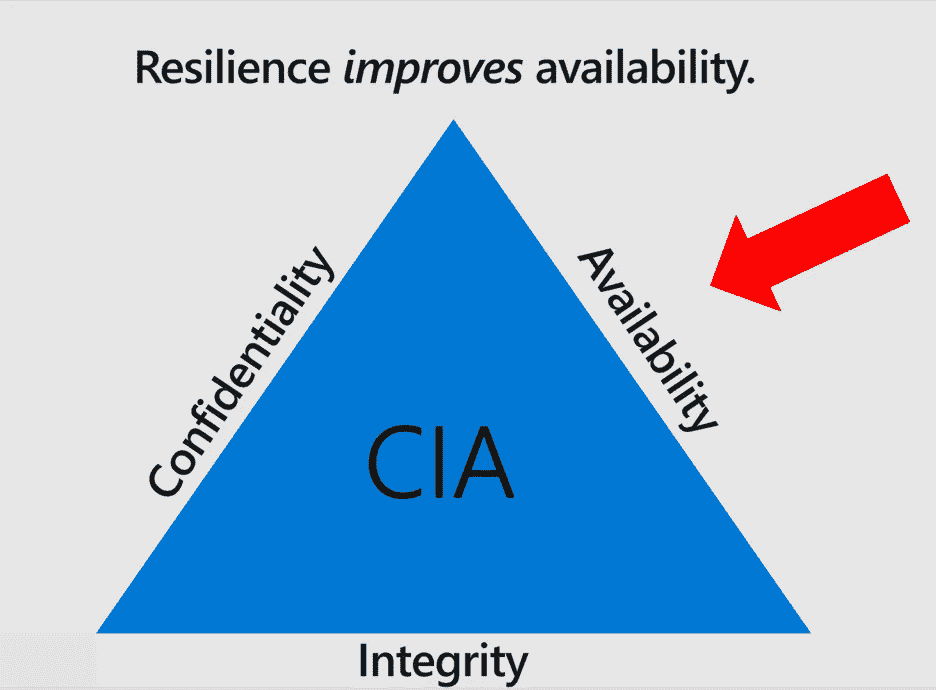 Resilience improves availability.
Confidentiality
Availability
CIA
Integrity